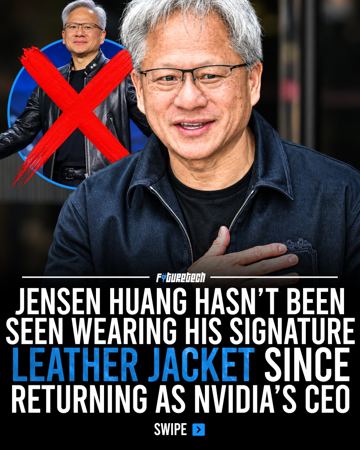 FUTURETECH
JENSEN HUANG HASN'T BEEN
SEEN WEARING HIS SIGNATURE
LEATHER JACKET SINCE
RETURNING AS NVIDIA'S CEO
SWIPE